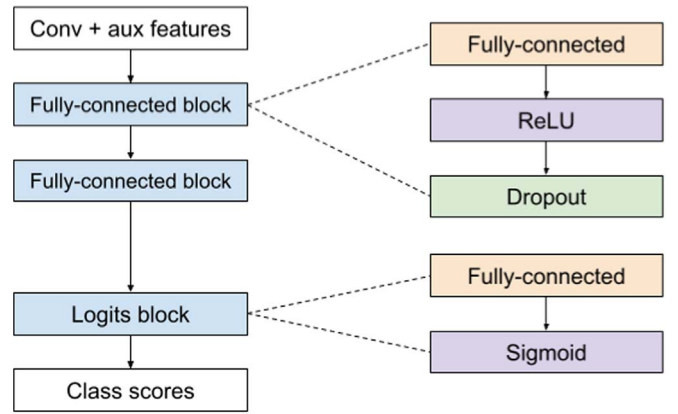 Conv + aux features
Fully-connected block
Fully-connected block
Logits block
Class scores
Fully-connected
ReLU
Dropout
Fully-connected
Sigmoid